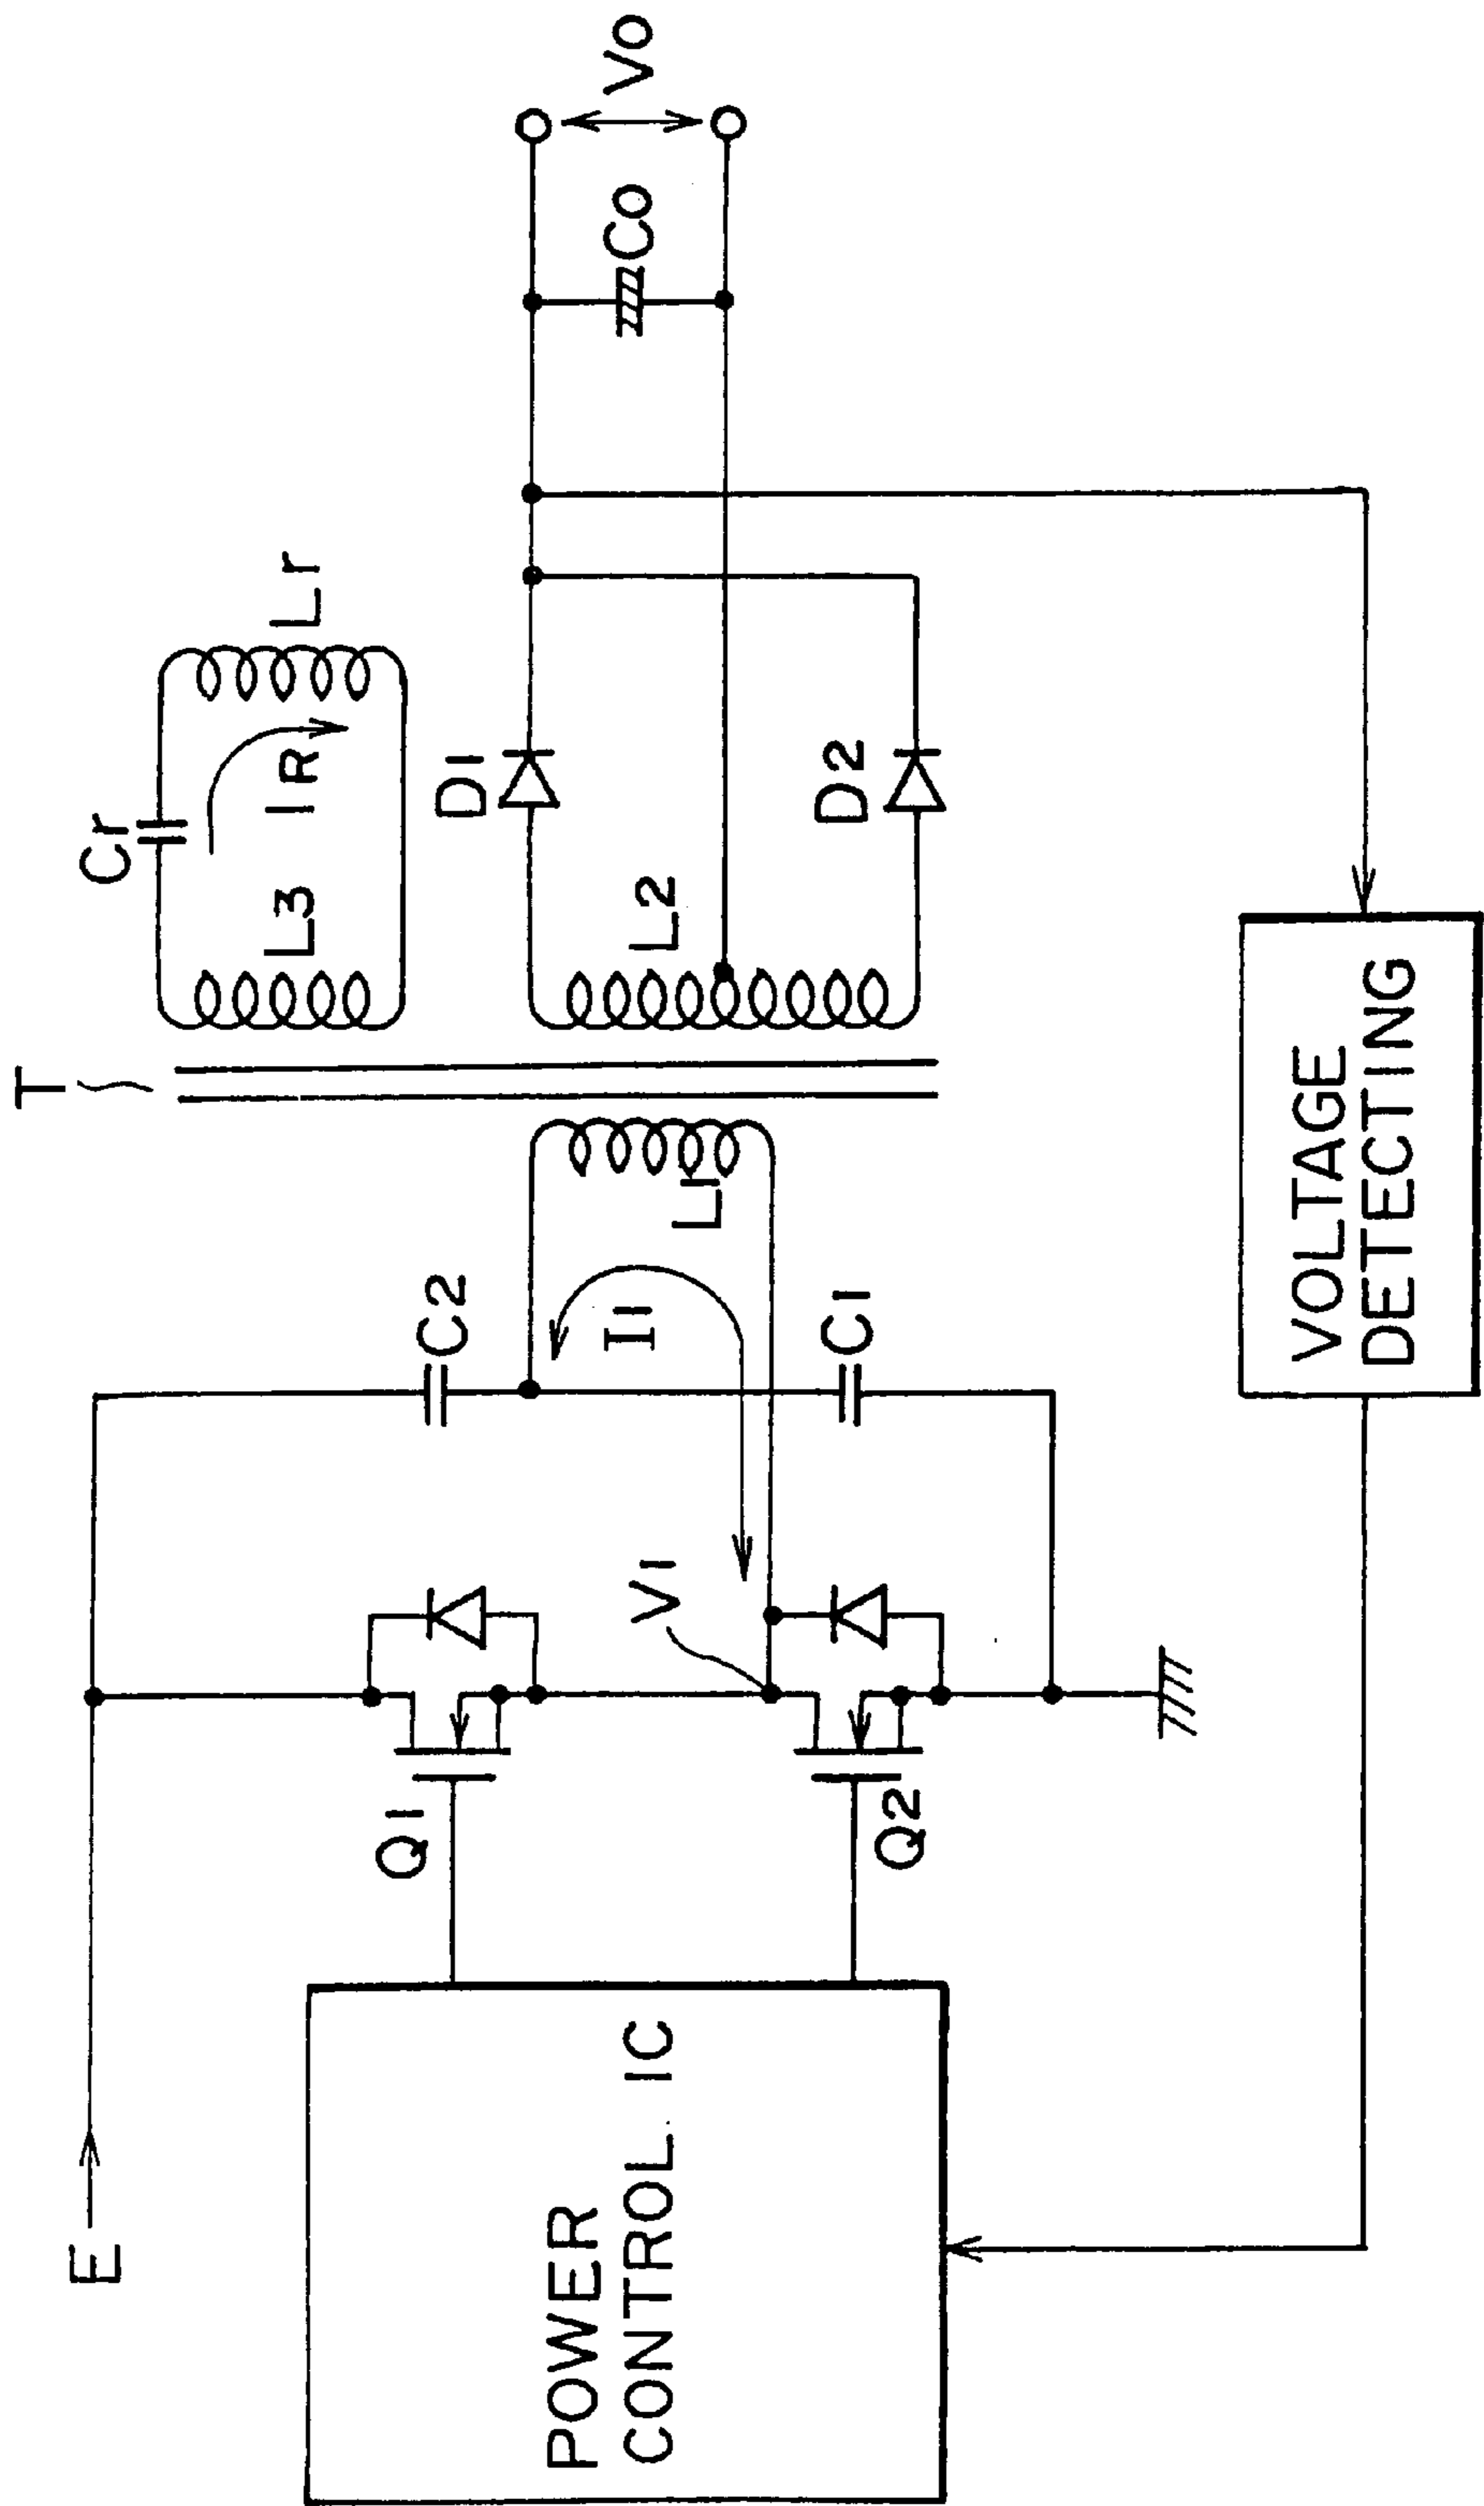 T
Cr
Lr
L3
IR
E
C2
D1
Vo
Q1
I1
L1
L2
Co
V1
POWER
CONTROL IC
C1
D2
Q2
VOLTAGE
DETECTING